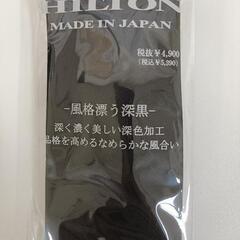 HILTON
MADE IN JAPAN
税抜¥4,900
(税込¥5,390)
-風格漂う深黒-
深く濃く美しい深色加工
品格を高めるなめらかな風合い